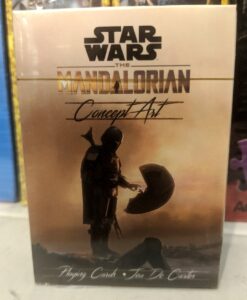 STAR
WARS
THE
MANDALORIAN
Concept Art
Playing Cards • Jeu De Cartes